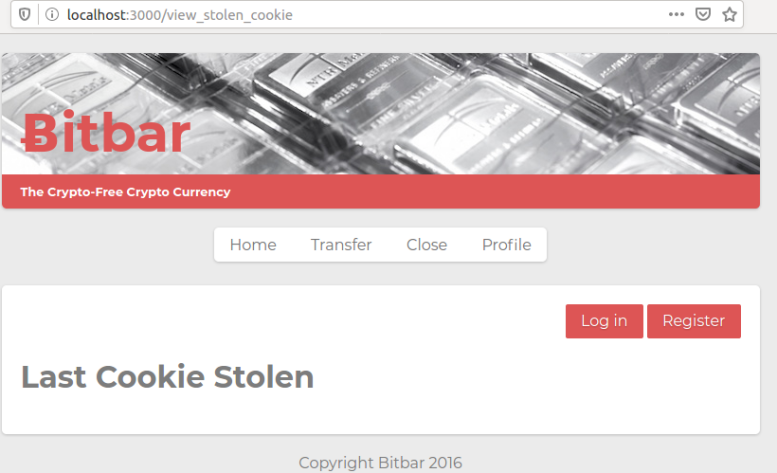 localhost:3000/view_stolen_cookie
Ƀitbar
The Crypto-Free Crypto Currency
Home Transfer Close Profile
Log in Register
Last Cookie Stolen
Copyright Bitbar 2016